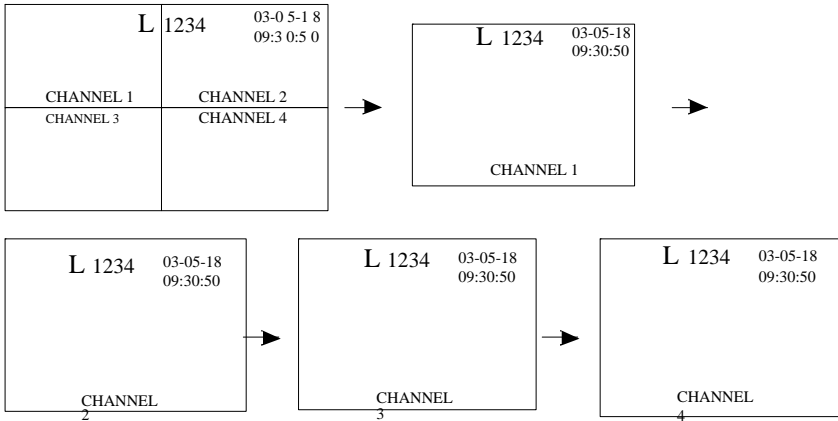 L 1234 03-0 5-1 8
09:3 0:5 0
CHANNEL 1 CHANNEL 2
CHANNEL 3 CHANNEL 4
L 1234 03-05-18
09:30:50
CHANNEL 1
L 1234 03-05-18
09:30:50
CHANNEL
2
L 1234 03-05-18
09:30:50
CHANNEL
3
L 1234 03-05-18
09:30:50
CHANNEL
4